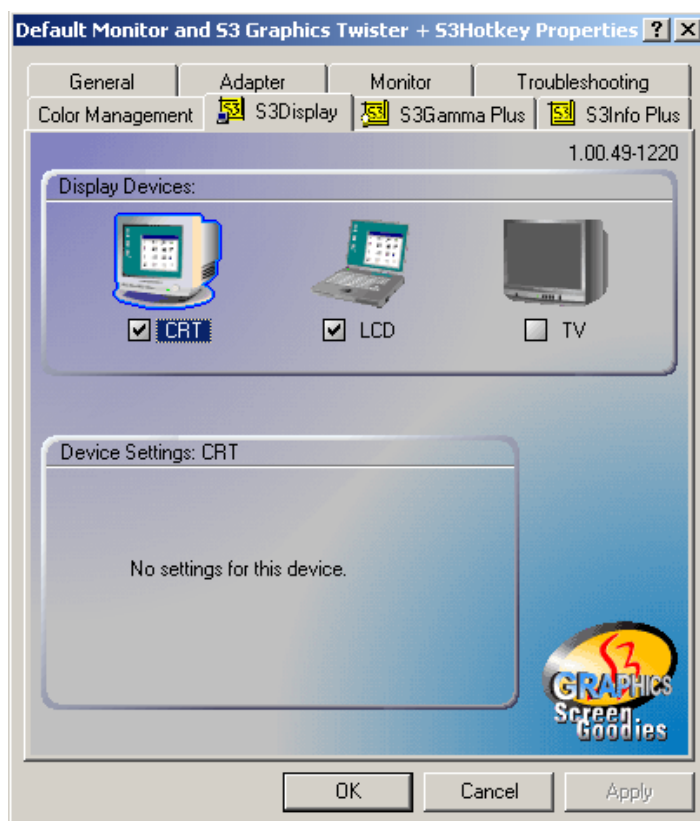 Default Monitor and S3 Graphics Twister + S3Hotkey Properties
General Adapter Monitor Troubleshooting
Color Management S3Display S3Gamma Plus S3Info Plus
1.00.49-1220
Display Devices:
CRT LCD TV
Device Settings: CRT
No settings for this device.
S3
GRAPHICS
Screen
Goodies
OK Cancel Apply